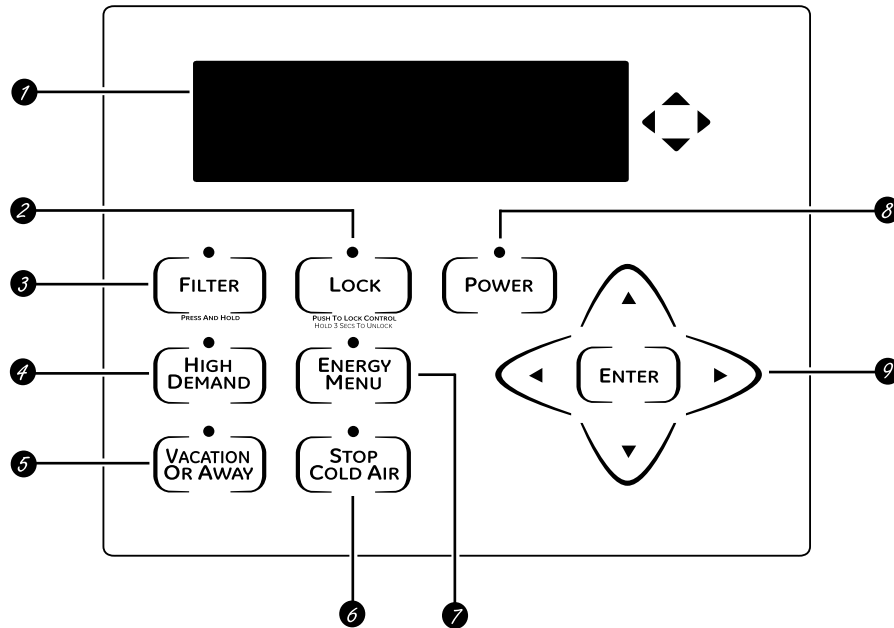 1
2
8
3
FILTER
LOCK
POWER
PRESS AND HOLD
PUSH TO LOCK CONTROL
HOLD 3 SECS TO UNLOCK
4
HIGH
DEMAND
ENERGY
MENU
ENTER
9
5
VACATION
OR AWAY
STOP
COLD AIR
6
7